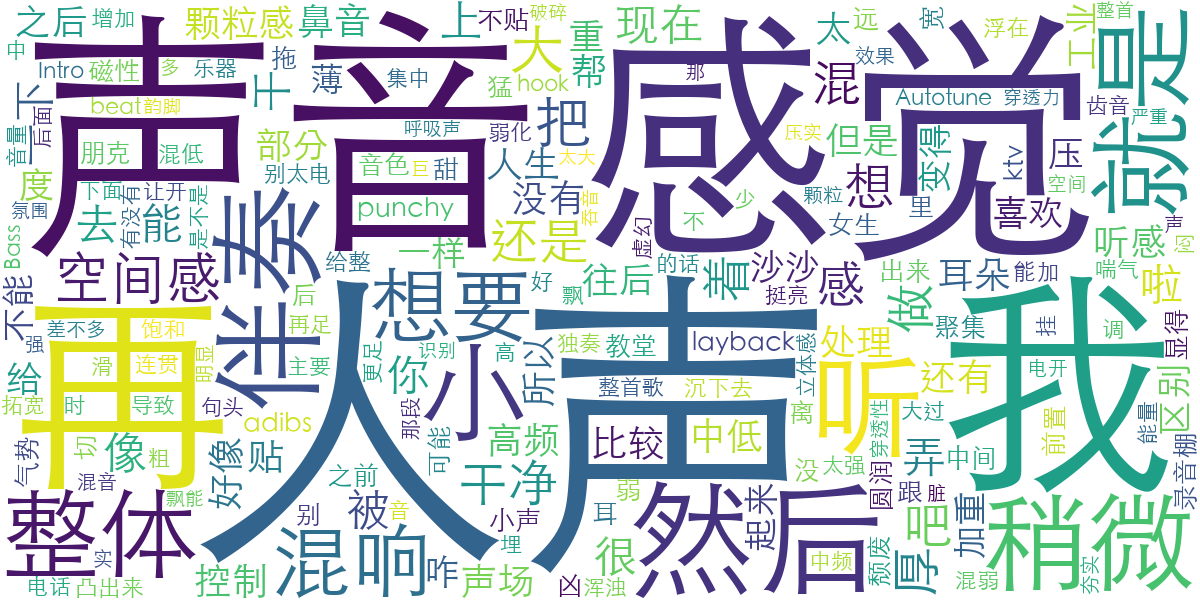 之后
增加
颗粒感
鼻音
上
不贴
破碎
大
重
现在
太
远
宽
浮在
工业
整首
中
Intro
磁性
多
乐器
拖
薄
集中
猛
hook
帮
那
效果
就是
下
beat
韵脚
干
声音
感觉
混
Autotune
穿透力
齿音
严重
音量
后面
呼吸声
弱化
把
压实
朋克
混低
部分
音色
巨
甜
人生
太大
但是
变得
ktv
压
度
下面
别太电
没有
吞音
想
颗粒
空间
氛围
有没有
让开
是不是
去
能
punchy
虚幻
不
少
女生
里
喜欢
声
Bass
伴奏
一样
还是
听感
闷
空间感
给整
想要
好
飘
往后
的话
着
沙沙
挺亮
感
出来
耳朵
能加
喘气
啦
不能
再
后
小
做
聚集
挂
调
显得
差不多
饱和
再足
强
滑
连贯
明显
主要
更足
你
识别
高
所以
独奏
教堂
layback
立体感
处理
听
我
电开
给
人声
还有
区别
拓宽
时
导致
句头
adibs
那段
整首歌
沉下去
离
穿透性
大过
前置
能量
气势
切
像
粗
好像
贴
可能
高频
比较
中低
没
太强
圆润
弄
中间
录音棚
混音
飘能
之前
干净
弱
跟
脏
整体
混响
被
别
音
小声
耳
起来
然后
吧
加重
稍微
实
控制
咋
声场
埋
很
中频
颓废
厚
电话
凸出来
区
浑浊
混弱
夯实